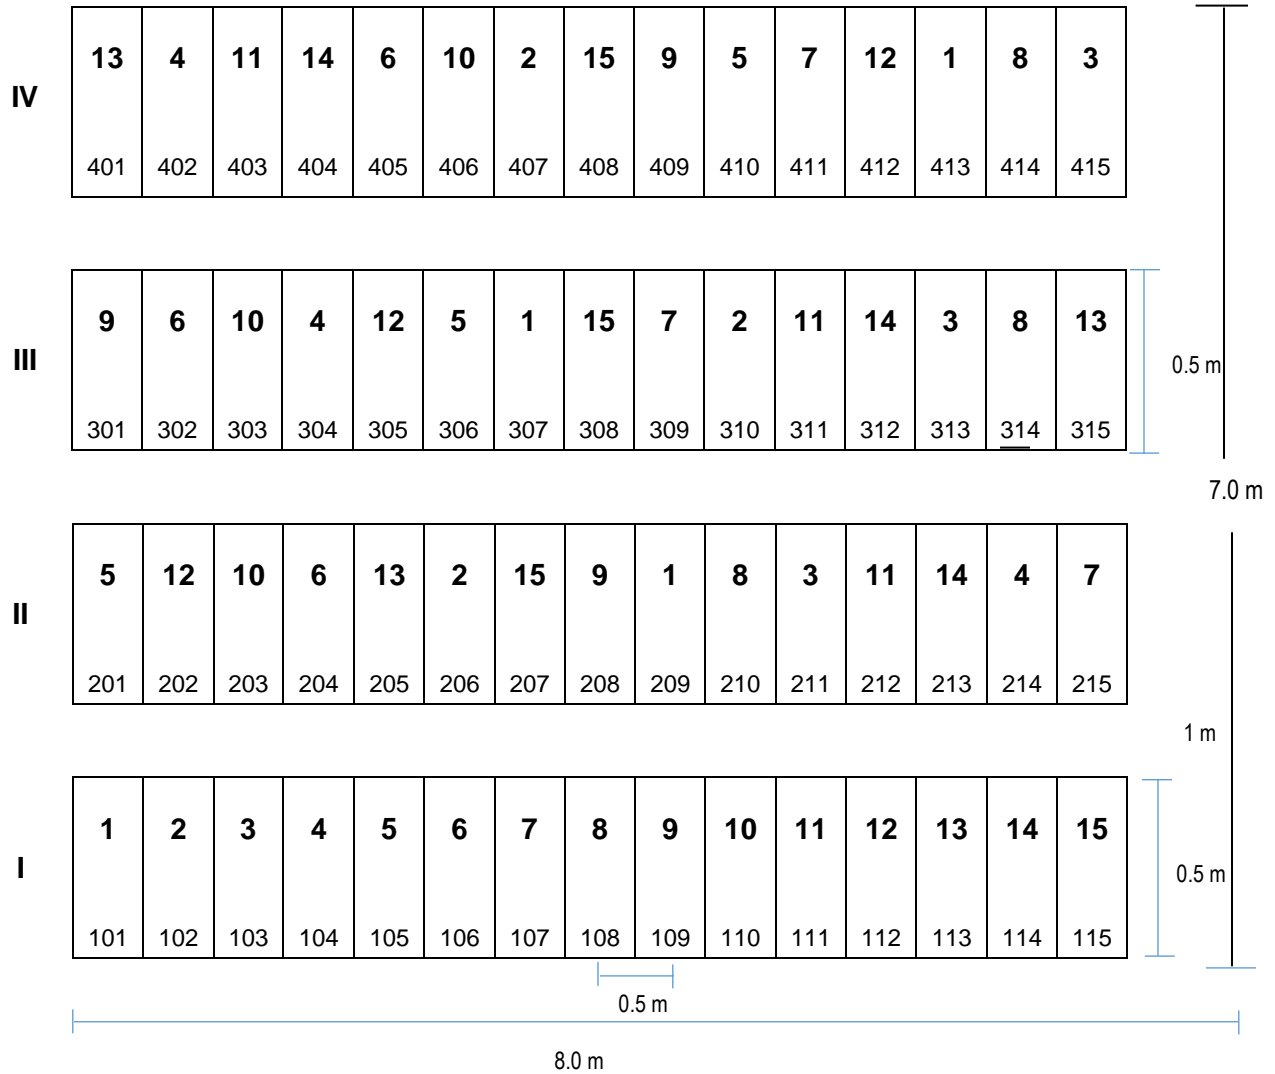 13 4 11 14 6 10 2 15 9 5 7 12 1 8 3
IV
401 402 403 404 405 406 407 408 409 410 411 412 413 414 415
9 6 10 4 12 5 1 15 7 2 11 14 3 8 13
III
0.5 m
301 302 303 304 305 306 307 308 309 310 311 312 313 314 315
7.0 m
5 12 10 6 13 2 15 9 1 8 3 11 14 4 7
II
201 202 203 204 205 206 207 208 209 210 211 212 213 214 215
1 m
1 2 3 4 5 6 7 8 9 10 11 12 13 14 15
I
0.5 m
101 102 103 104 105 106 107 108 109 110 111 112 113 114 115
0.5 m
8.0 m